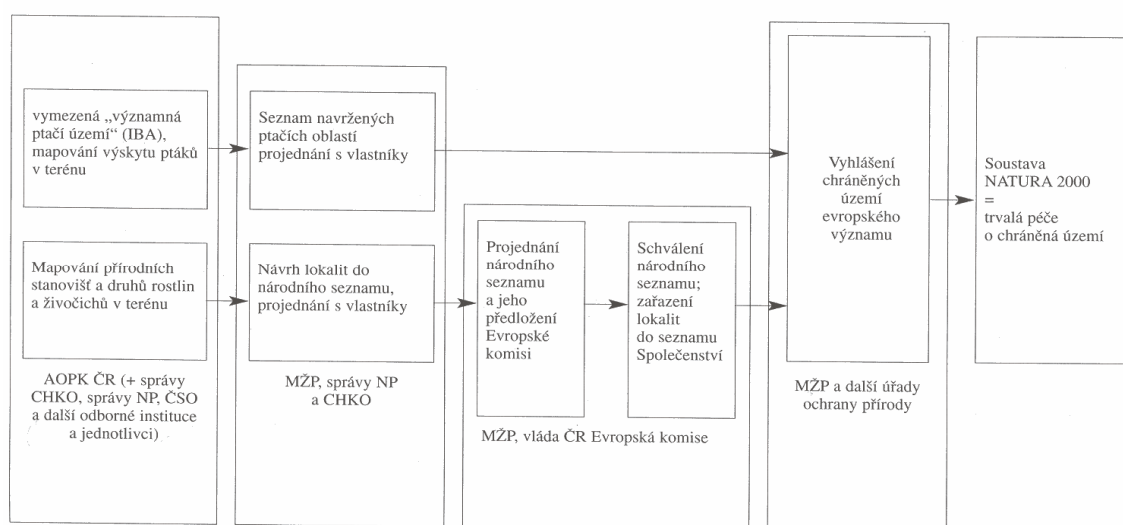 vymezená „významná
ptačí území“ (IBA),
mapování výskytu ptáků
v terénu
Mapování přírodních
stanovišť a druhů rostlin
a živočichů v terénu
AOPK ČR (+ správy
CHKO, správy NP, ČSO
a další odborné instituce
a jednotlivci)
Seznam navržených
ptačích oblastí
projednání s vlastníky
Návrh lokalit do
národního seznamu,
projednání s vlastníky
MŽP, správy NP
a CHKO
Projednání
národního
seznamu
a jeho
předložení
Evropské
komisi
Schválení
národního
seznamu;
zařazení
lokalit
do seznamu
Společenství
MŽP, vláda ČR Evropská komise
Vyhlášení
chráněných
území
evropského
významu
MŽP a další úřady
ochrany přírody
Soustava
NATURA 2000
=
trvalá péče
o chráněná území